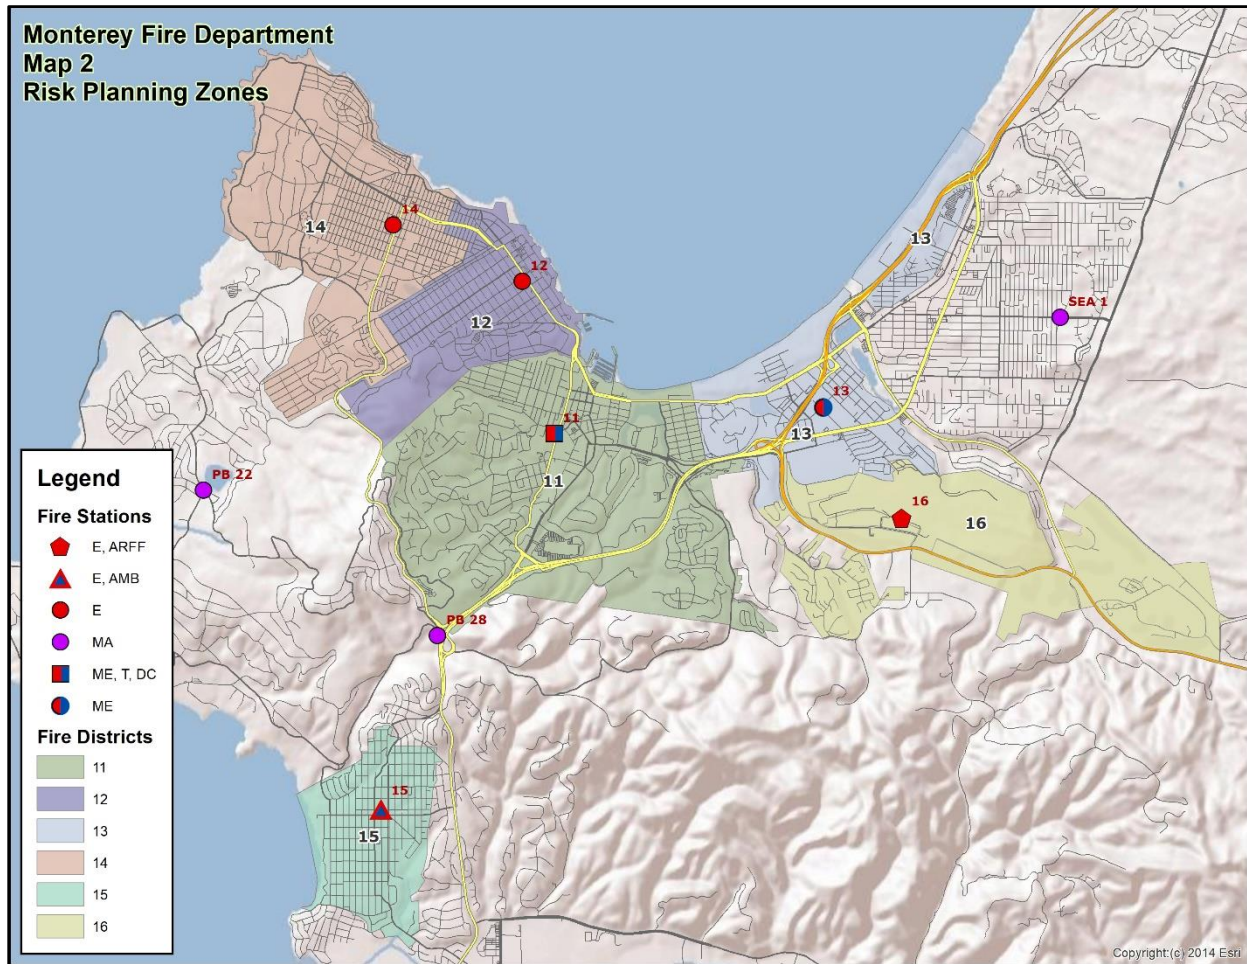 Monterey Fire Department
Map 2
Risk Planning Zones
14
14
12
12
13
SEA 1
13
13
11
11
PB 22
16
16
PB 28
15
15
Legend
Fire Stations
E, ARFF
E, AMB
E
MA
ME, T, DC
ME
Fire Districts
11
12
13
14
15
16
Copyright:(c) 2014 Esri